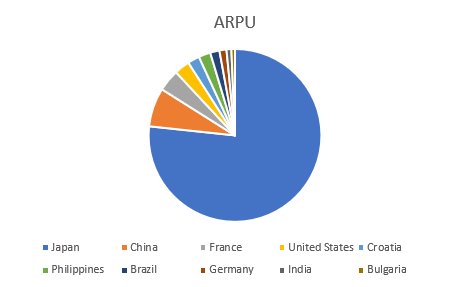 ARPU
Japan China France United States Croatia
Philippines Brazil Germany India Bulgaria